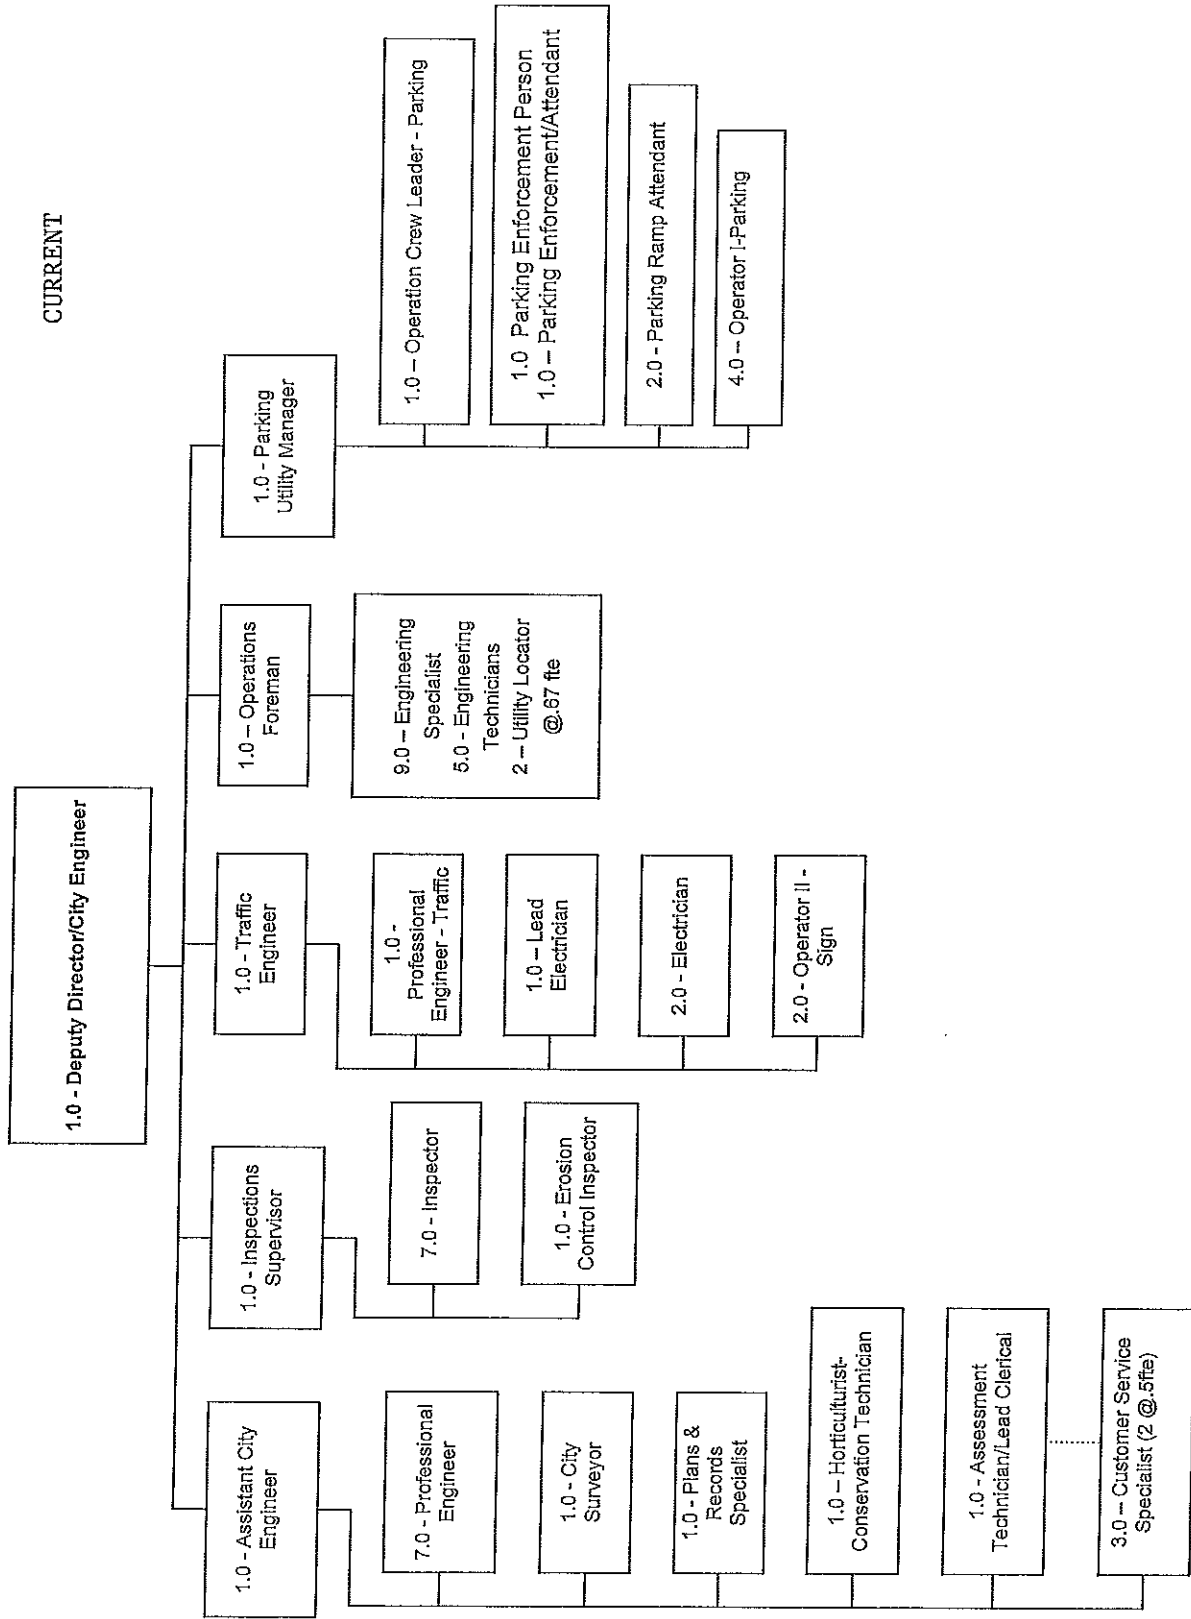 CURRENT
1.0 - Deputy Director/City Engineer
1.0 - Assistant City
Engineer
7.0 - Professional
Engineer
1.0 - City
Surveyor
1.0 - Plans &
Records
Specialist
1.0 – Horticulturist-
Conservation Technician
1.0 - Assessment
Technician/Lead Clerical
3.0 – Customer Service
Specialist (2 @.5fte)
1.0 - Inspections
Supervisor
7.0 - Inspector
1.0 - Erosion
Control Inspector
1.0 - Traffic
Engineer
1.0 -
Professional
Engineer - Traffic
1.0 – Lead
Electrician
2.0 - Electrician
2.0 - Operator II -
Sign
1.0 – Operations
Foreman
9.0 – Engineering
Specialist
5.0 - Engineering
Technicians
2 – Utility Locator
@.67 fte
1.0 - Parking
Utility Manager
1.0 – Operation Crew Leader - Parking
1.0 Parking Enforcement Person
1.0 – Parking Enforcement/Attendant
2.0 - Parking Ramp Attendant
4.0 – Operator I-Parking